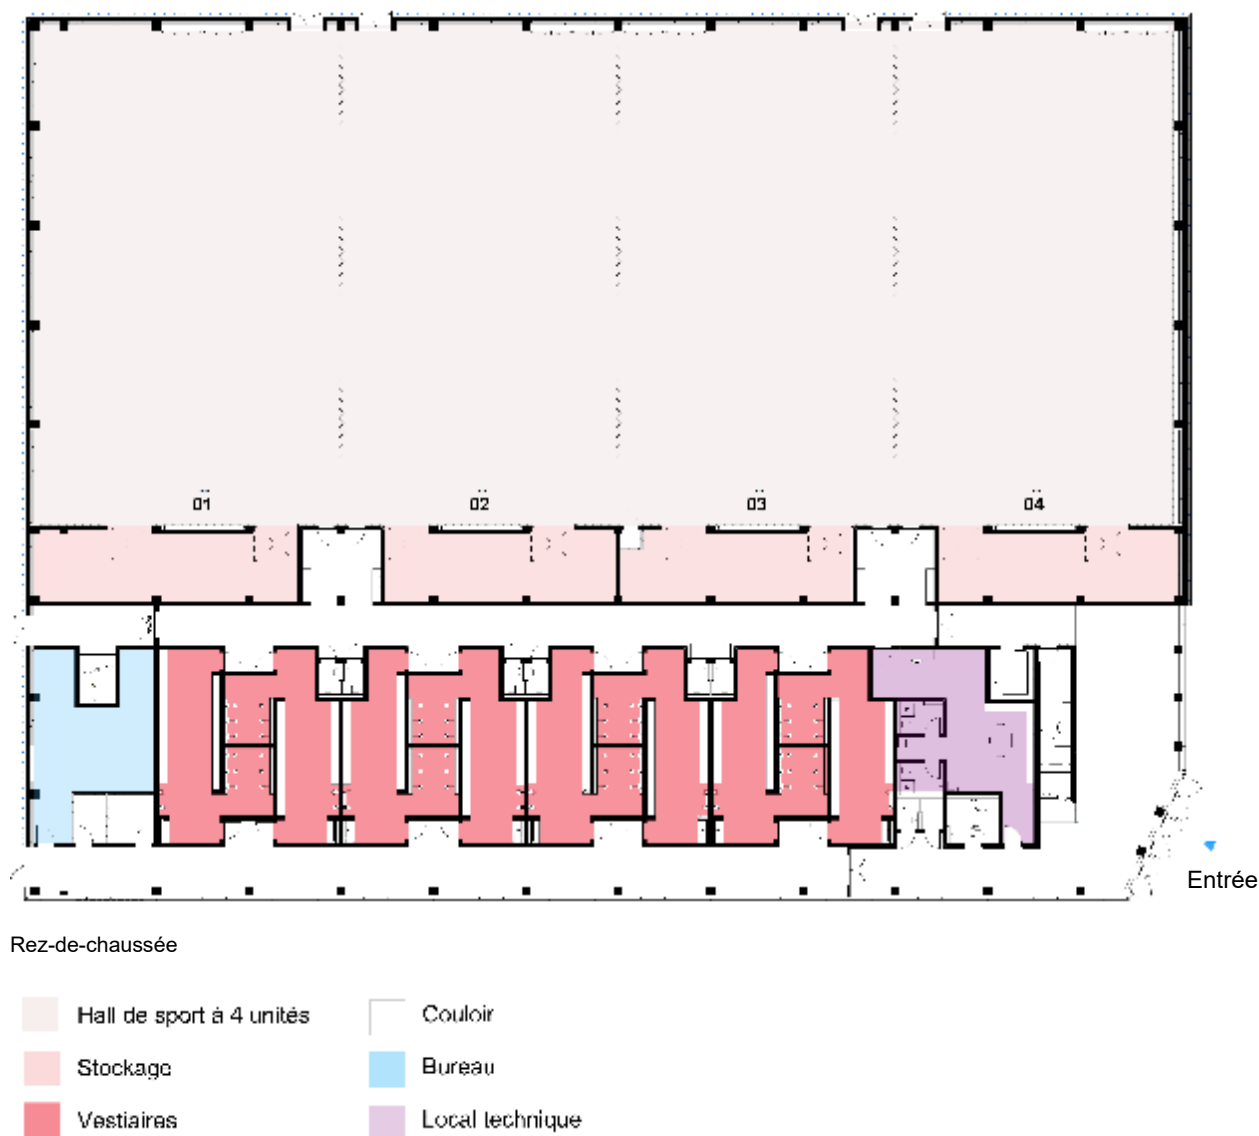 01 02 03 04
Entrée
Rez-de-chaussée
Hall de sport à 4 unités
Couloir
Stockage
Bureau
Vestiaires
Local technique